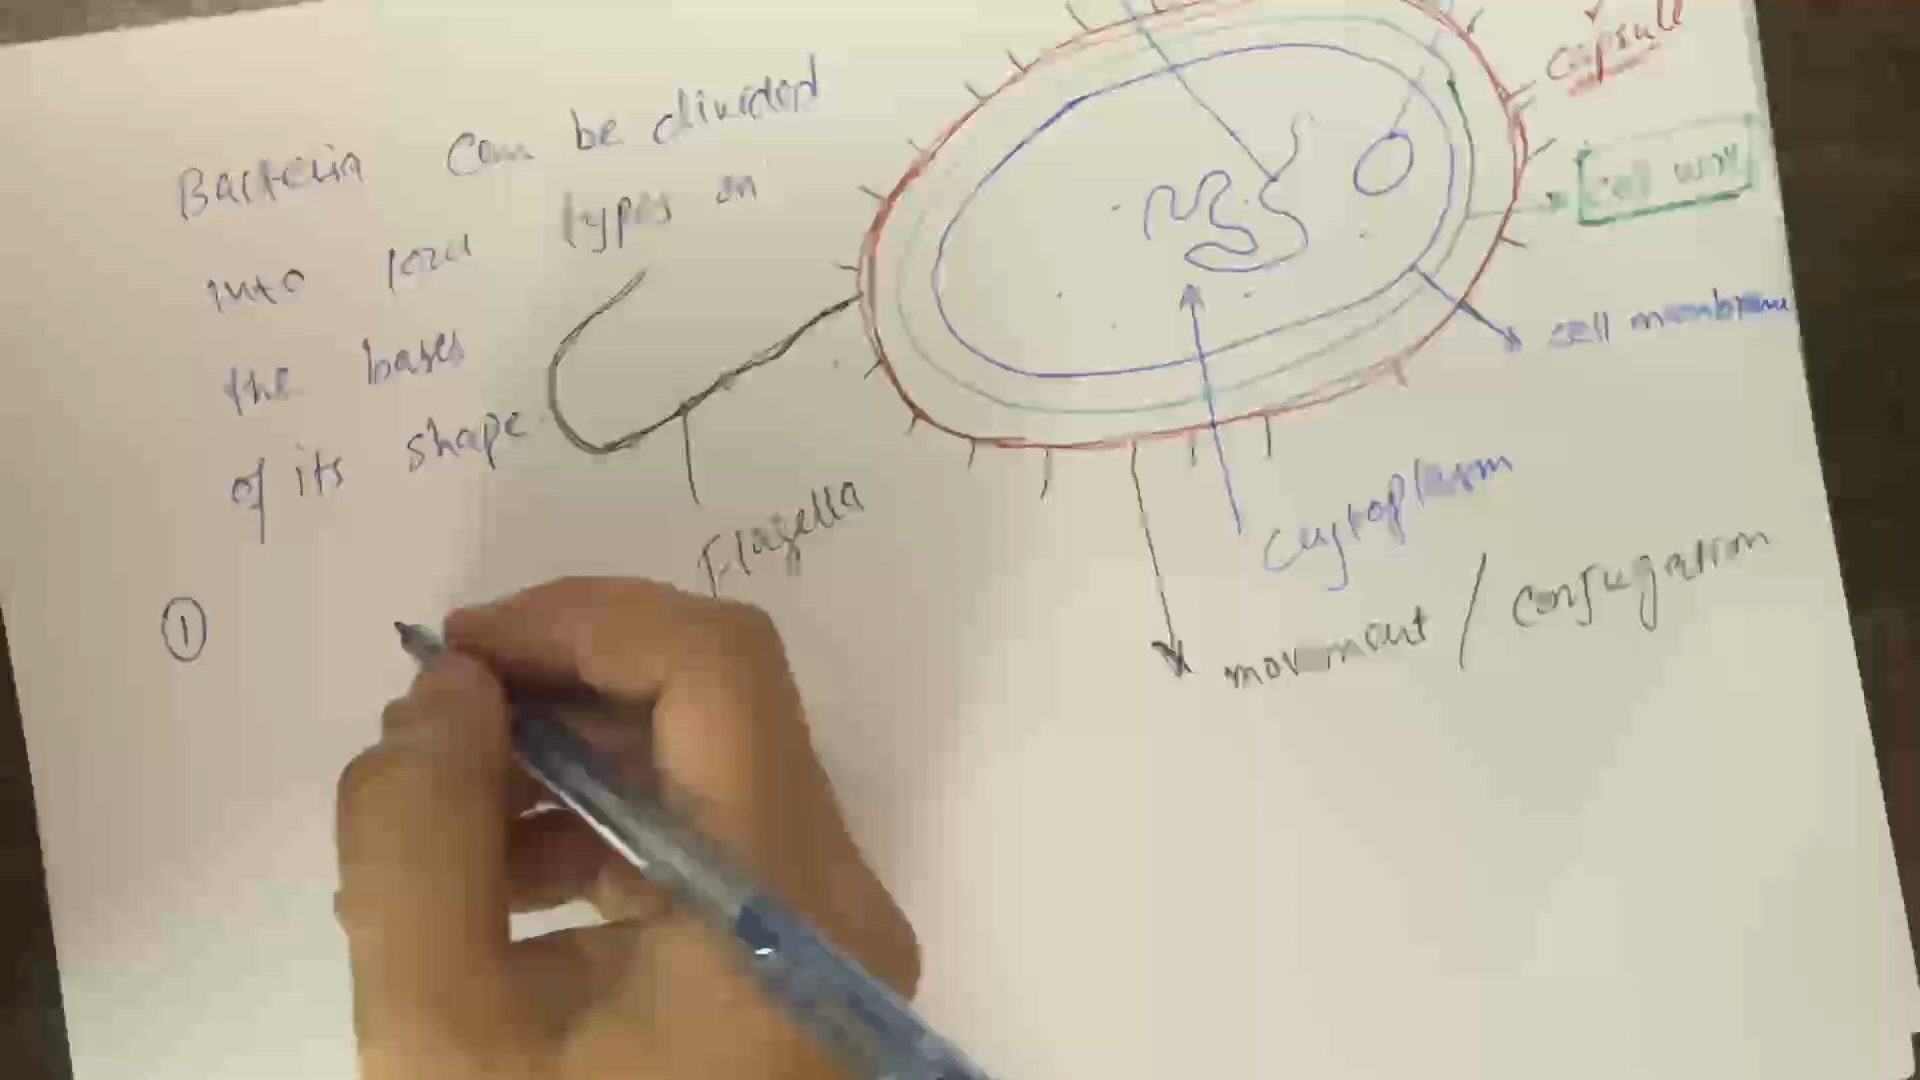 Bacteria can be divided
into four types on
the bases
of its shape.
①
Flagella
capsule
cell wall
cell membrane
Cuytoplasm
movement / conjugation